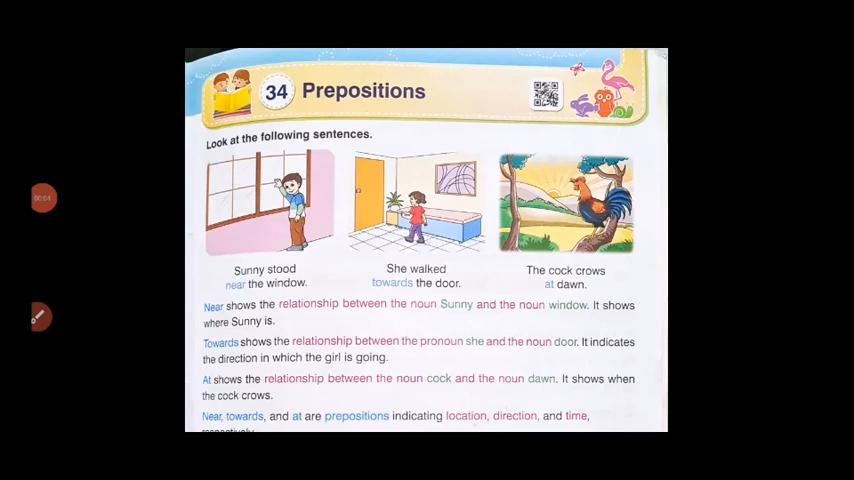 00:04
34 Prepositions
Look at the following sentences.
Sunny stood
near the window.
She walked
towards the door.
The cock crows
at dawn.
Near shows the relationship between the noun Sunny and the noun window. It shows
where Sunny is.
Towards shows the relationship between the pronoun she and the noun door. It indicates
the direction in which the girl is going.
At shows the relationship between the noun cock and the noun dawn. It shows when
the cock crows.
Near, towards, and at are prepositions indicating location, direction, and time,
respectively.